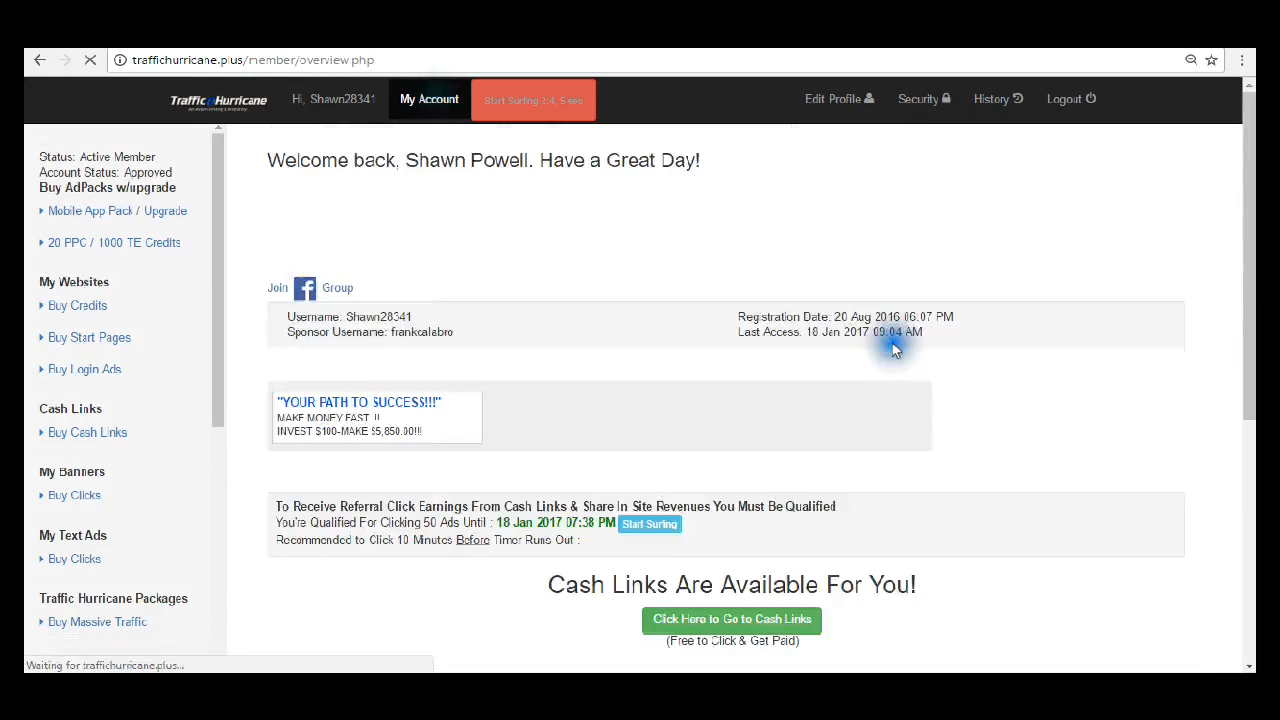 traffichurricane.plus/member/overview.php
Traffic Hurricane
Hi, Shawn28341
My Account
Start Surfing 2:4, 5 sec
Edit Profile
Security
History
Logout
Status: Active Member
Account Status: Approved
Buy AdPacks w/upgrade
Mobile App Pack / Upgrade
20 PPC / 1000 TE Credits
My Websites
Buy Credits
Buy Start Pages
Buy Login Ads
Cash Links
Buy Cash Links
My Banners
Buy Clicks
My Text Ads
Buy Clicks
Traffic Hurricane Packages
Buy Massive Traffic
Welcome back, Shawn Powell. Have a Great Day!
Join f Group
Username: Shawn28341
Sponsor Username: frankcalabro
Registration Date: 20 Aug 2016 06:07 PM
Last Access: 18 Jan 2017 09:04 AM
"YOUR PATH TO SUCCESS!!!"
MAKE MONEY FAST !!
INVEST $100-MAKE $5,850.00!!!
To Receive Referral Click Earnings From Cash Links & Share In Site Revenues You Must Be Qualified
You're Qualified For Clicking 50 Ads Until : 18 Jan 2017 07:38 PM Start Surfing
Recommended to Click 10 Minutes Before Timer Runs Out :
Cash Links Are Available For You!
Click Here to Go to Cash Links
(Free to Click & Get Paid)
Waiting for traffichurricane.plus...